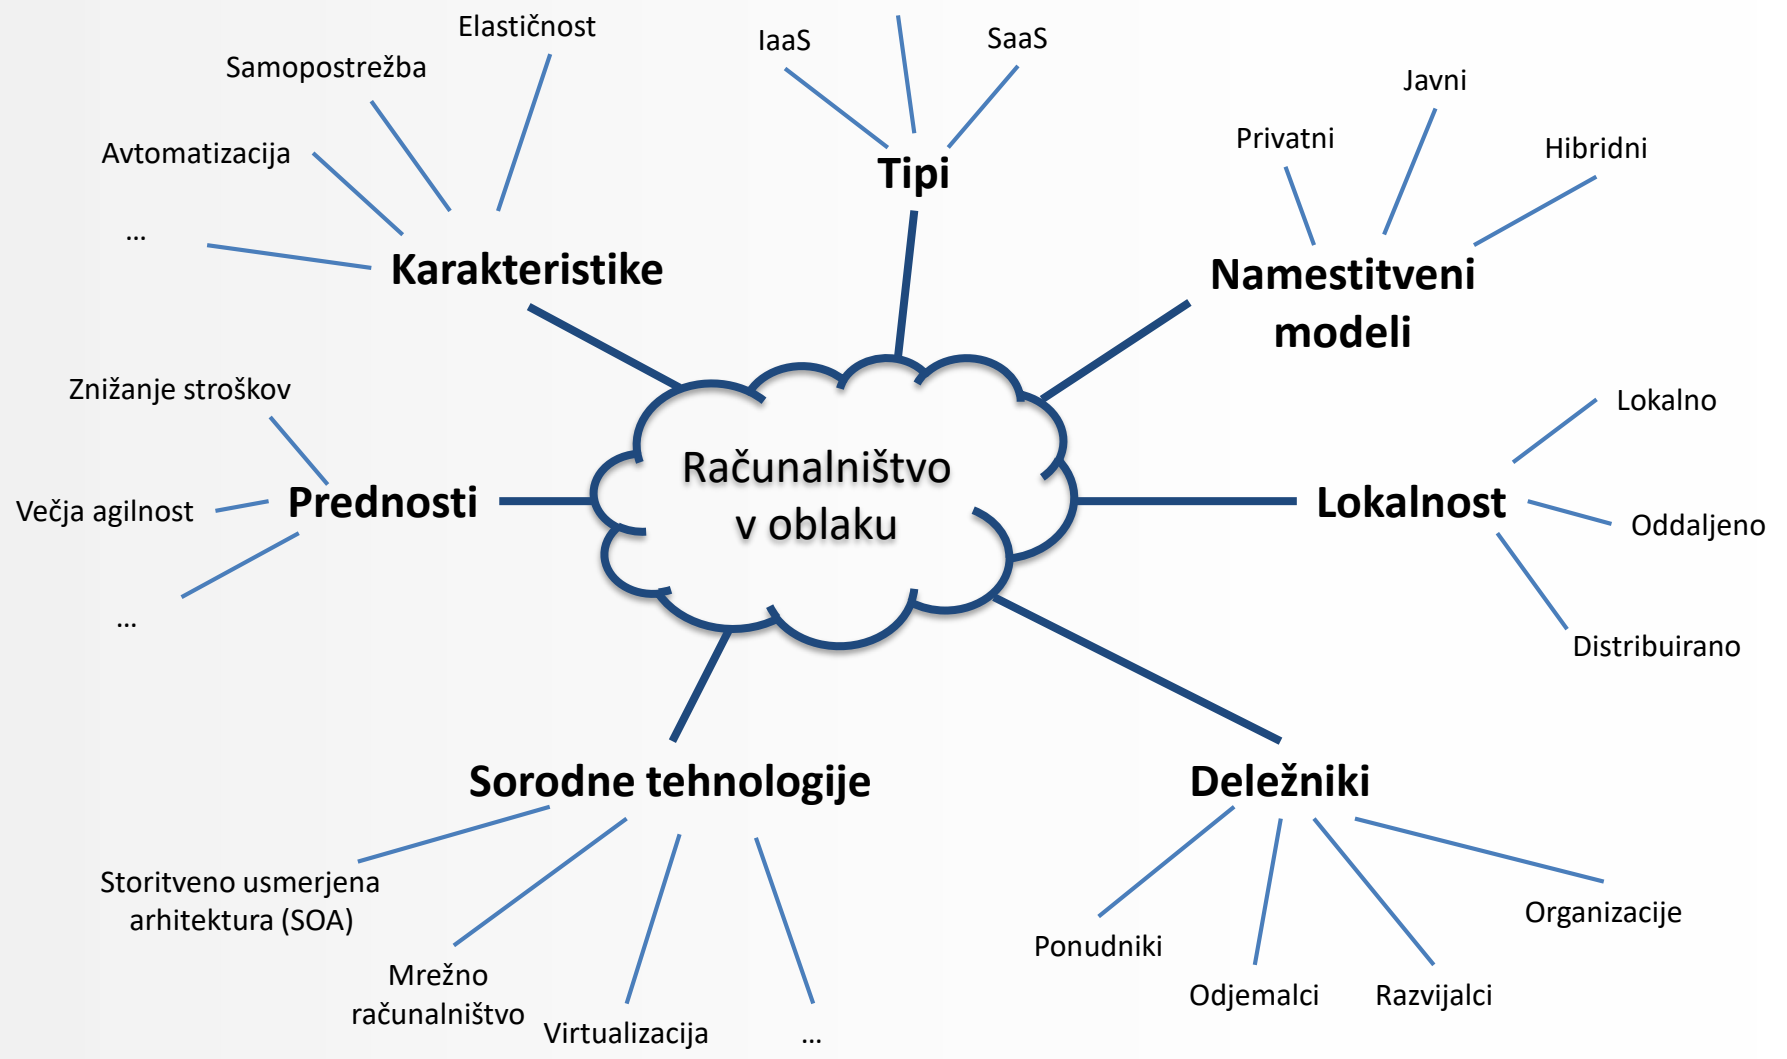 Elastičnost
Samopostrežba
Avtomatizacija
...
Karakteristike
IaaS
SaaS
Tipi
Javni
Privatni
Hibridni
Namestitveni
modeli
Znižanje stroškov
Večja agilnost
...
Prednosti
Računalništvo
v oblaku
Lokalnost
Lokalno
Oddaljeno
Distribuirano
Sorodne tehnologije
Storitveno usmerjena
arhitektura (SOA)
Mrežno
računalništvo
Virtualizacija
...
Deležniki
Ponudniki
Odjemalci
Razvijalci
Organizacije